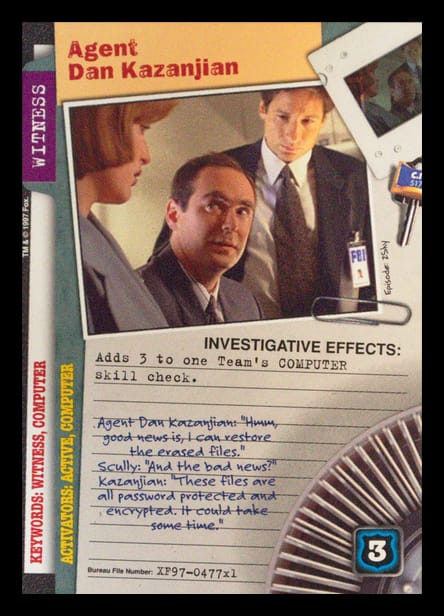 Agent
Dan Kazanjian
WITNESS
TM & © 1997 Fox.
KEYWORDS: WITNESS, COMPUTER
ACTIVATORS: ACTIVE, COMPUTER
FBI
1
Episode: 2Shy
INVESTIGATIVE EFFECTS:
Adds 3 to one Team's COMPUTER
skill check.
Agent Dan Kazanjian: "Hmm,
good news is, I can restore
the erased files."
Scully: "And the bad news?"
Kazanjian: "These files are
all password protected and
encrypted. It could take
some time."
3
Bureau File Number: XF97-0477x1